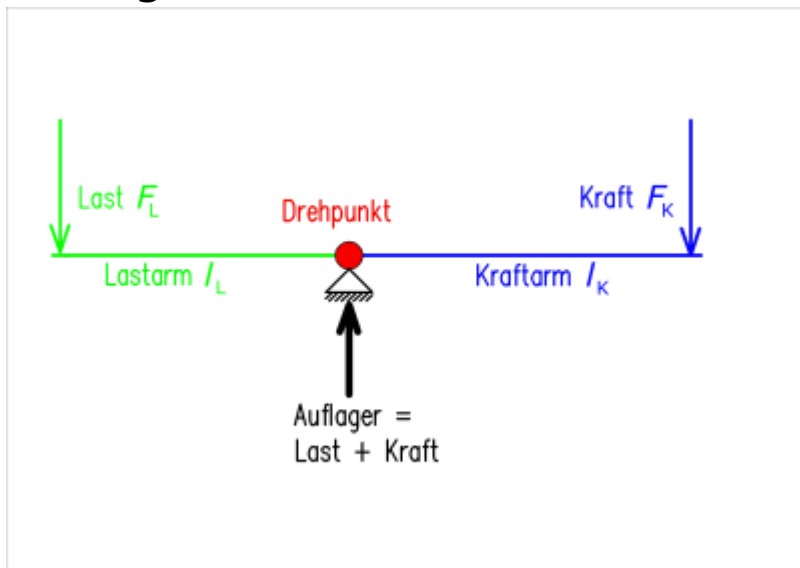 Last F_L
Kraft F_K
Drehpunkt
Lastarm l_L
Kraftarm l_K
Auflager =
Last + Kraft